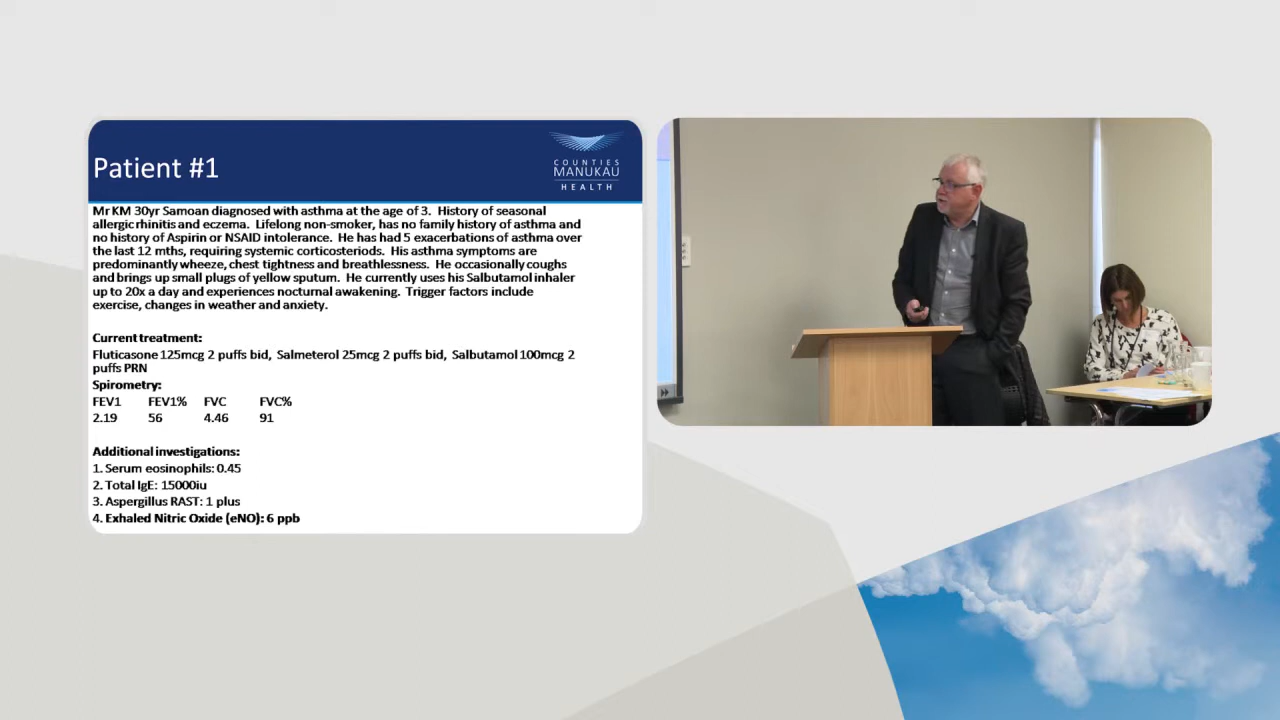 Patient #1
COUNTIES
MANUKAU
HEALTH
Mr KM 30yr Samoan diagnosed with asthma at the age of 3. History of seasonal
allergic rhinitis and eczema. Lifelong non-smoker, has no family history of asthma and
no history of Aspirin or NSAID intolerance. He has had 5 exacerbations of asthma over
the last 12 mths, requiring systemic corticosteriods. His asthma symptoms are
predominantly wheeze, chest tightness and breathlessness. He occasionally coughs
and brings up small plugs of yellow sputum. He currently uses his Salbutamol inhaler
up to 20x a day and experiences nocturnal awakening. Trigger factors include
exercise, changes in weather and anxiety.
Current treatment:
Fluticasone 125mcg 2 puffs bid, Salmeterol 25mcg 2 puffs bid, Salbutamol 100mcg 2
puffs PRN
Spirometry:
FEV1 FEV1% FVC FVC%
2.19 56 4.46 91
Additional investigations:
1. Serum eosinophils: 0.45
2. Total IgE: 15000iu
3. Aspergillus RAST: 1 plus
4. Exhaled Nitric Oxide (eNO): 6 ppb